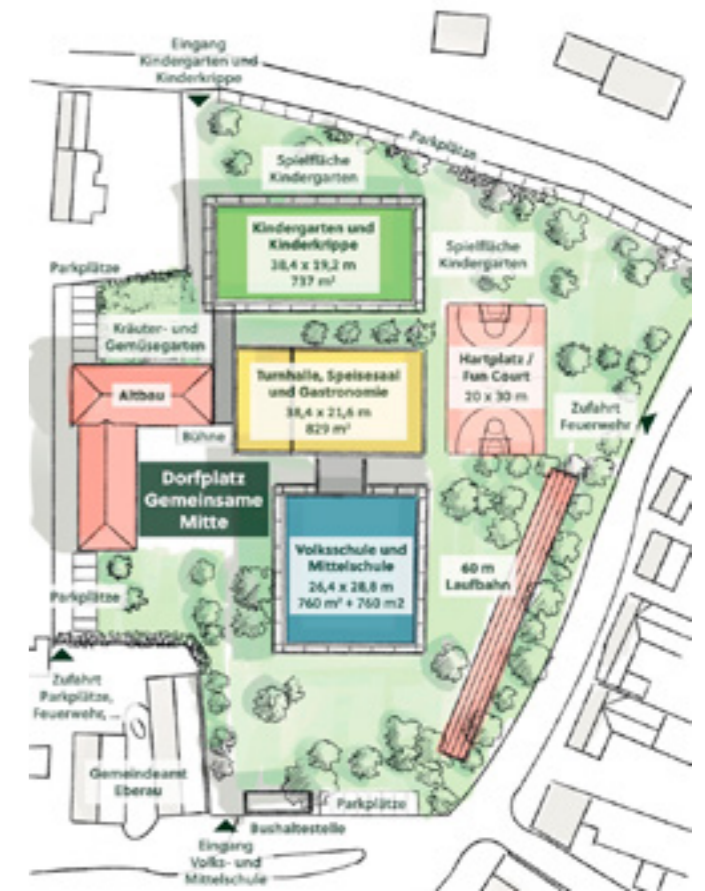 Eingang
Kindergarten und
Kinderkrippe
Parkplätze
Spielfläche
Kindergarten
Kindergarten und
Kinderkrippe
38,4 x 19,2 m
737 m²
Spielfläche
Kindergarten
Parkplätze
Kräuter- und
Gemüsegarten
Altbau
Turnhalle, Speisesaal
und Gastronomie
38,4 x 21,6 m
829 m²
Hartplatz /
Fun Court
20 x 30 m
Zufahrt
Feuerwehr
Bühne
Dorfplatz
Gemeinsame
Mitte
Volksschule und
Mittelschule
26,4 x 28,8 m
760 m² + 760 m2
60 m
Laufbahn
Parkplätze
Zufahrt
Parkplätze,
Feuerwehr, ...
Gemeindeamt
Eberau
Parkplätze
Bushaltestelle
Eingang
Volks- und
Mittelschule